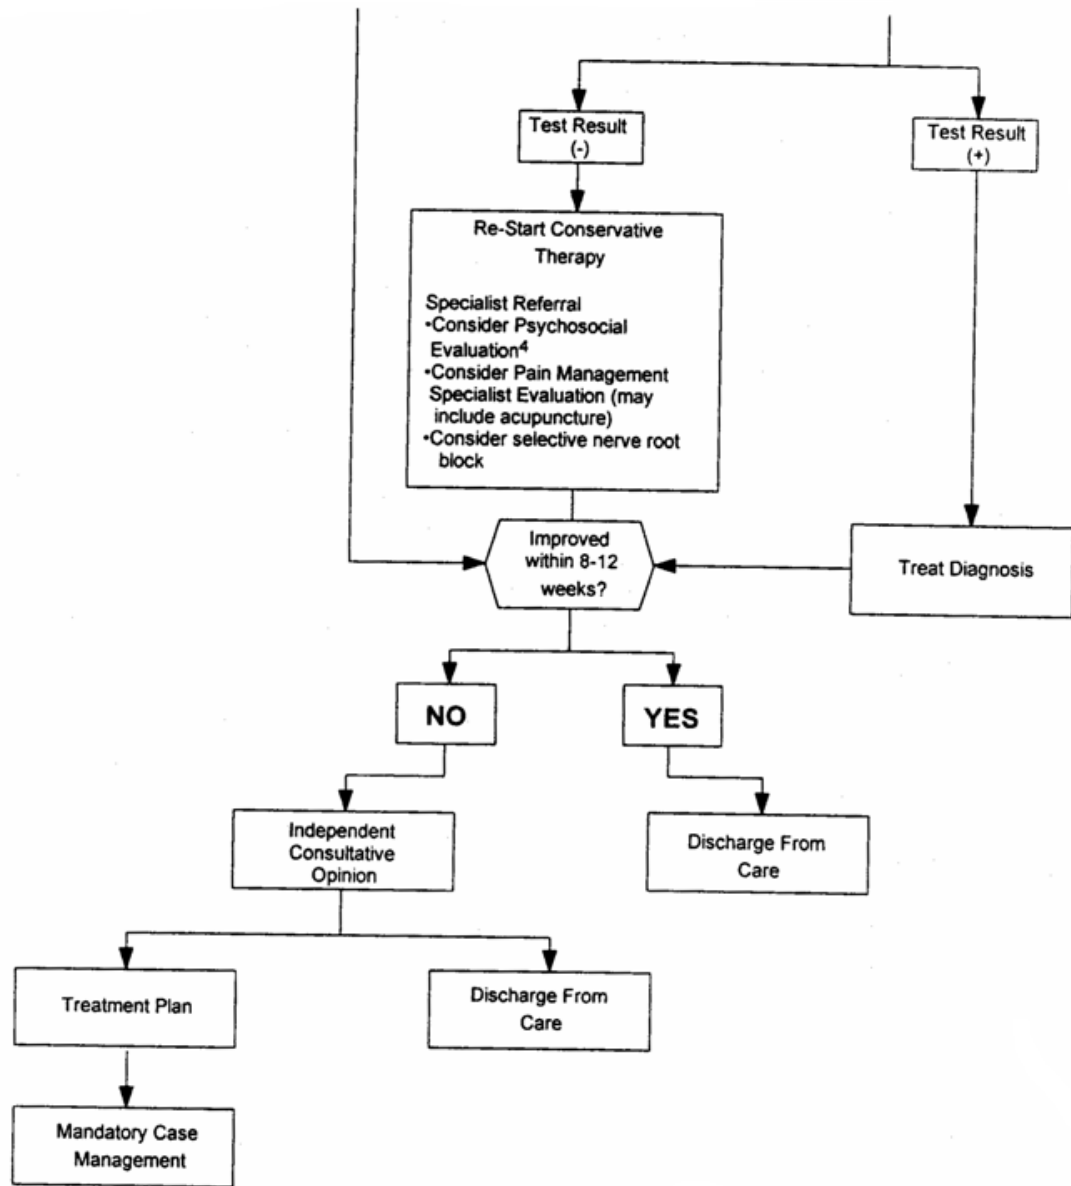 Test Result
(-)
Test Result
(+)
Re-Start Conservative
Therapy
Specialist Referral
•Consider Psychosocial
Evaluation4
•Consider Pain Management
Specialist Evaluation (may
include acupuncture)
•Consider selective nerve root
block
Improved
within 8-12
weeks?
Treat Diagnosis
NO
YES
Independent
Consultative
Opinion
Discharge From
Care
Treatment Plan
Discharge From
Care
Mandatory Case
Management